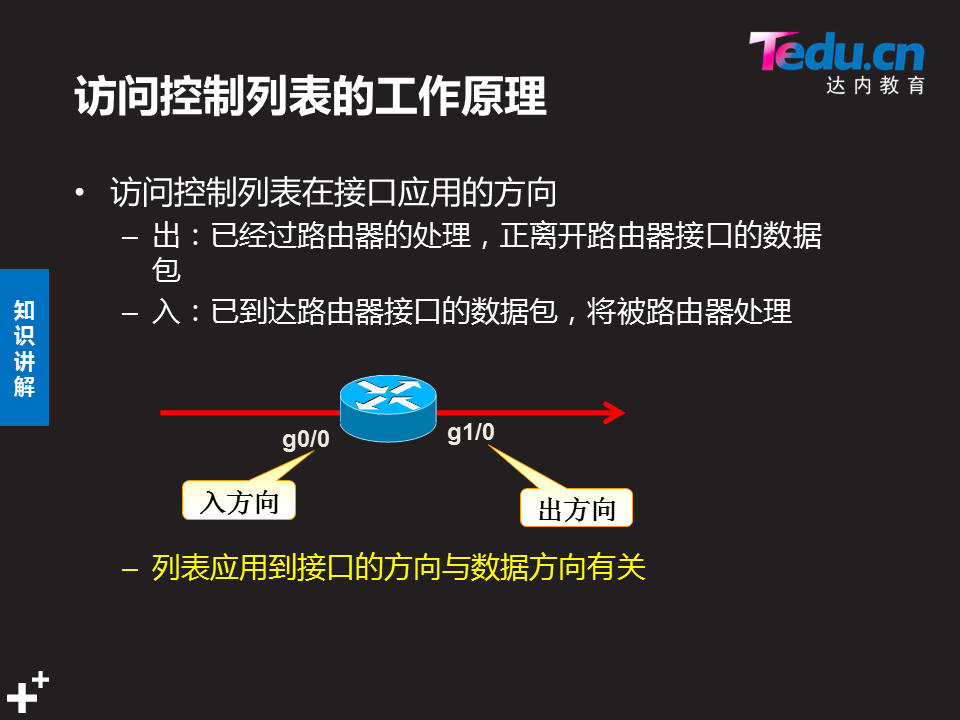 Tedu.cn
达内教育
访问控制列表的工作原理
• 访问控制列表在接口应用的方向
– 出：已经过路由器的处理，正离开路由器接口的数据
包
– 入：已到达路由器接口的数据包，将被路由器处理
知
识
讲
解
g0/0
g1/0
入方向
出方向
– 列表应用到接口的方向与数据方向有关